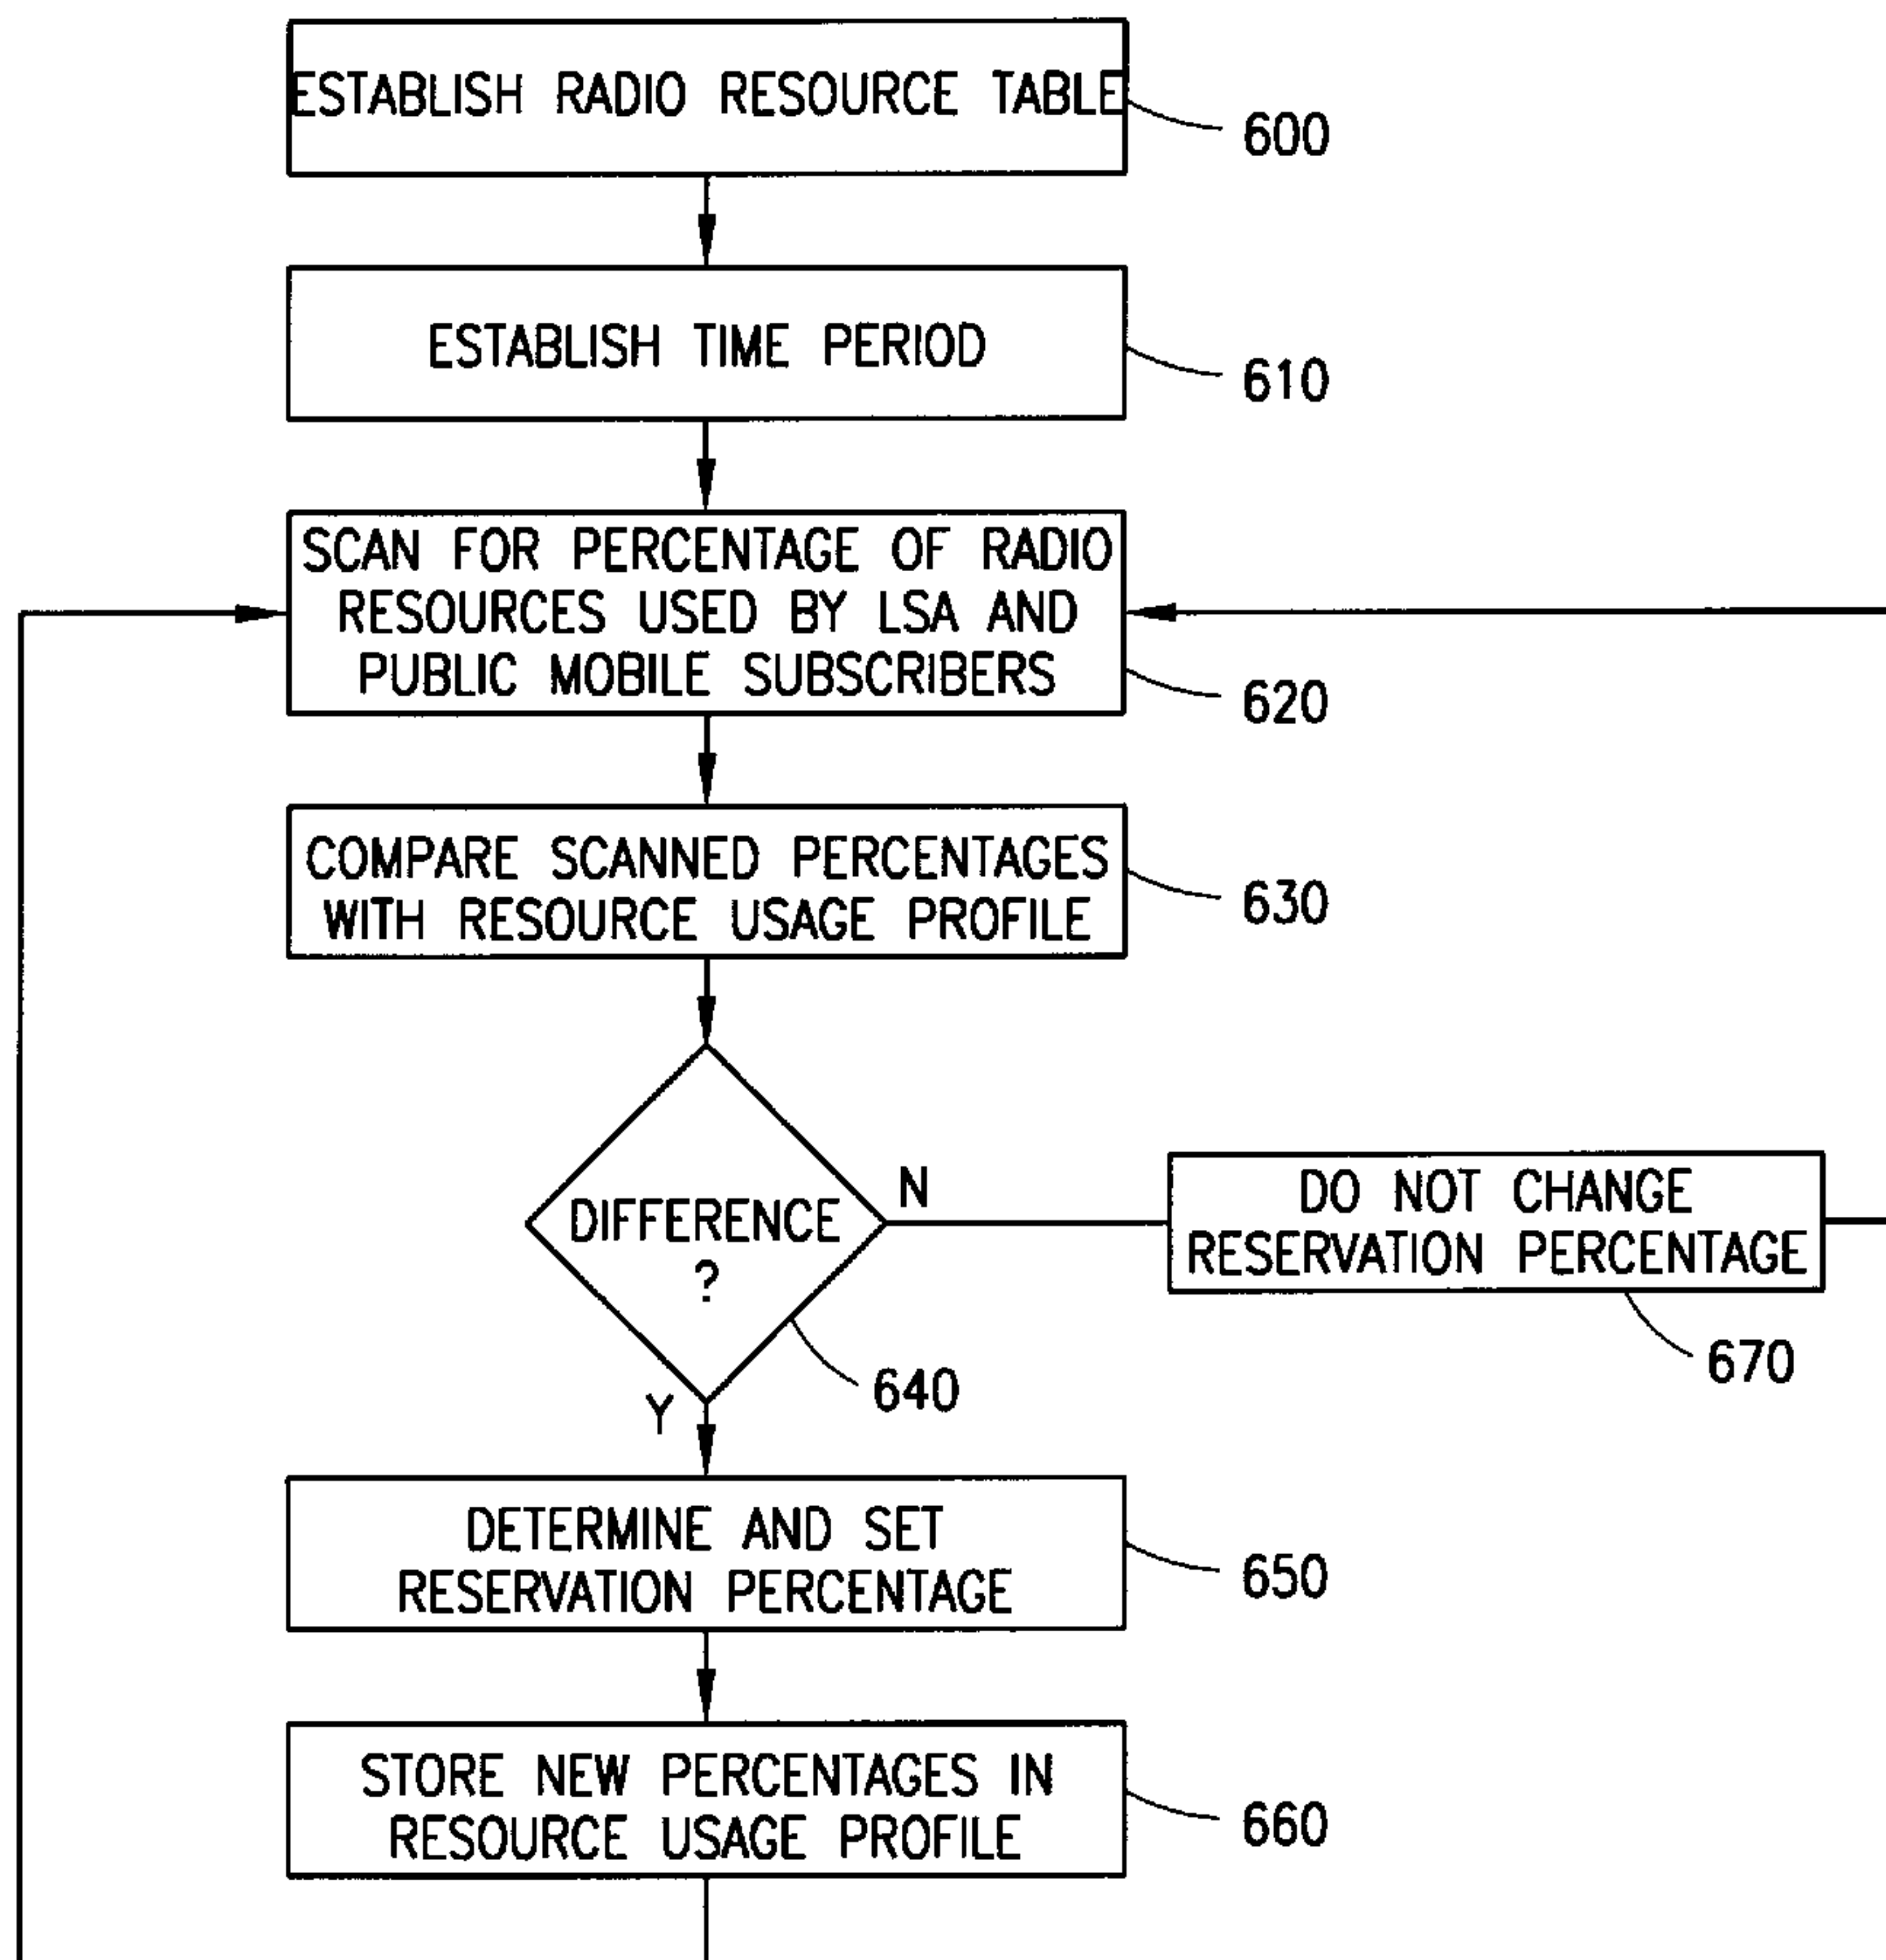 ESTABLISH RADIO RESOURCE TABLE
600
ESTABLISH TIME PERIOD
610
SCAN FOR PERCENTAGE OF RADIO
RESOURCES USED BY LSA AND
PUBLIC MOBILE SUBSCRIBERS
620
COMPARE SCANNED PERCENTAGES
WITH RESOURCE USAGE PROFILE
630
DIFFERENCE
?
640
N
DO NOT CHANGE
RESERVATION PERCENTAGE
670
Y
DETERMINE AND SET
RESERVATION PERCENTAGE
650
STORE NEW PERCENTAGES IN
RESOURCE USAGE PROFILE
660